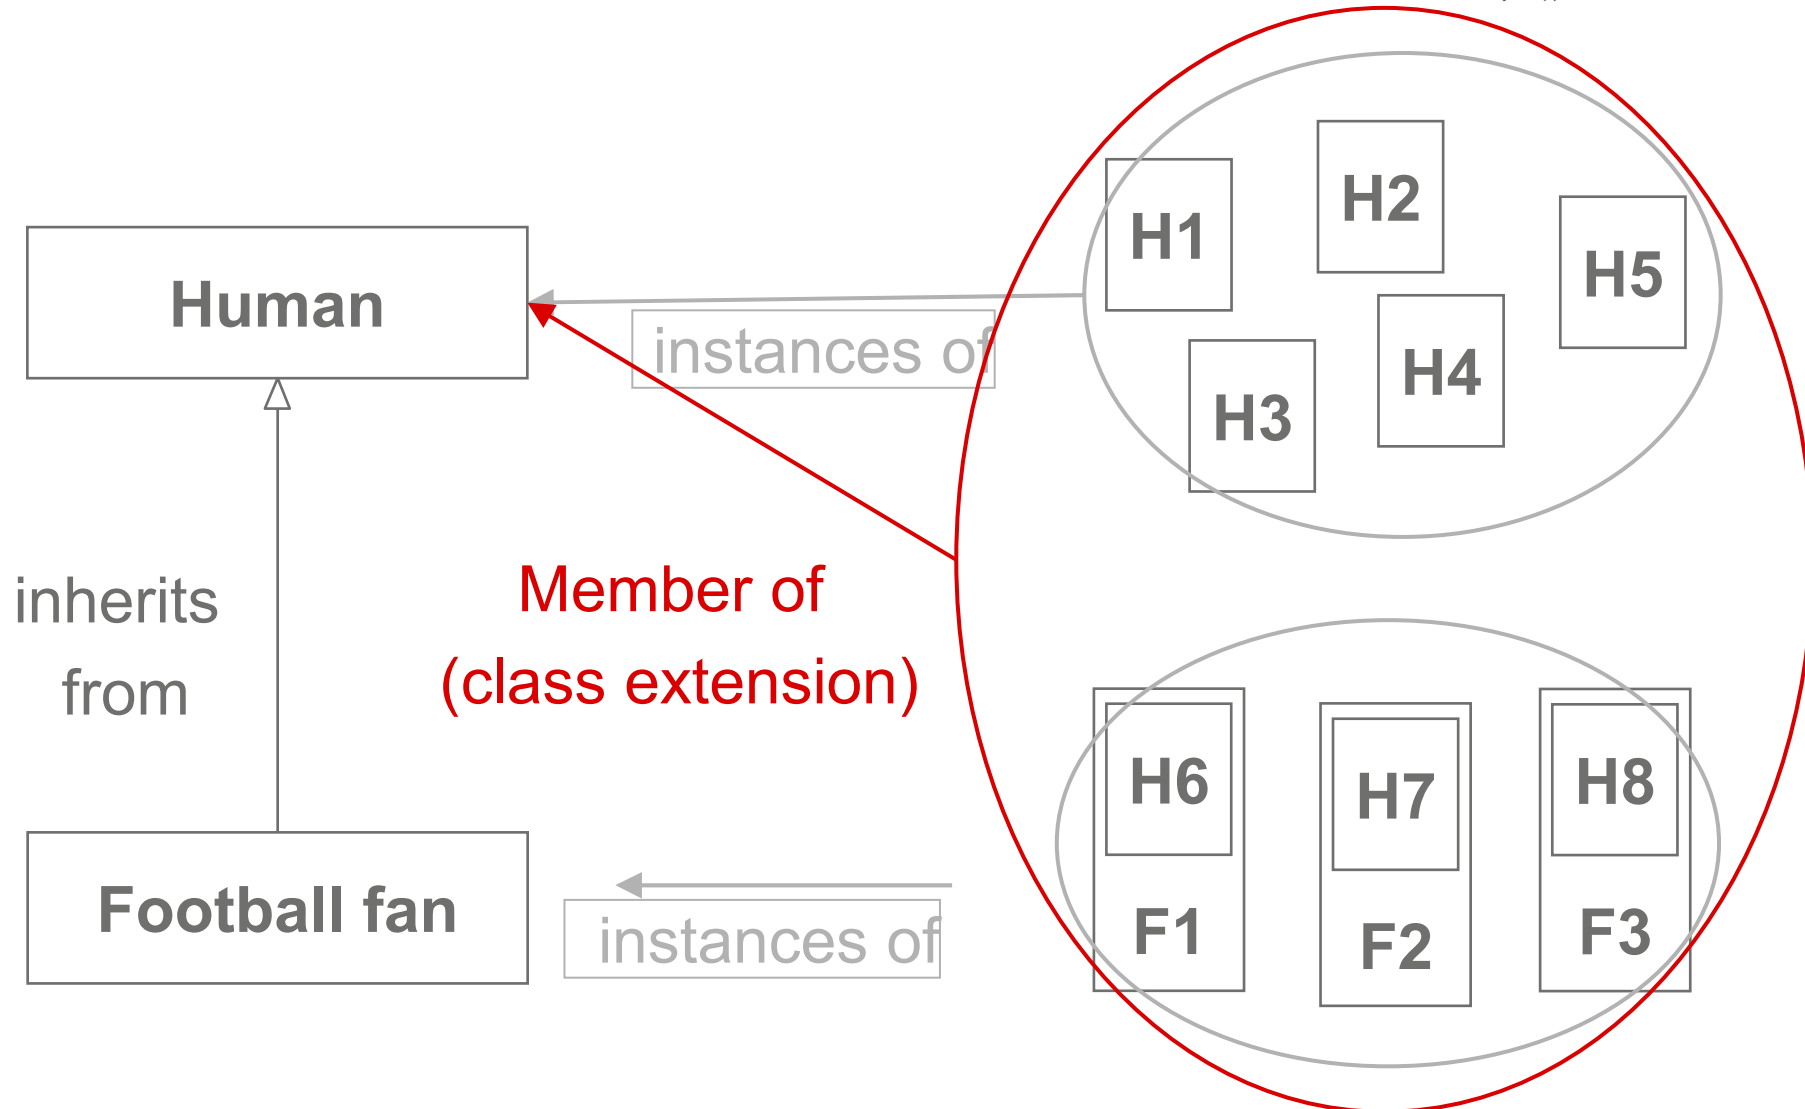 Human
instances of
H1
H2
H5
H3
H4
inherits
from
Member of
(class extension)
Football fan
instances of
H6
H7
H8
F1
F2
F3